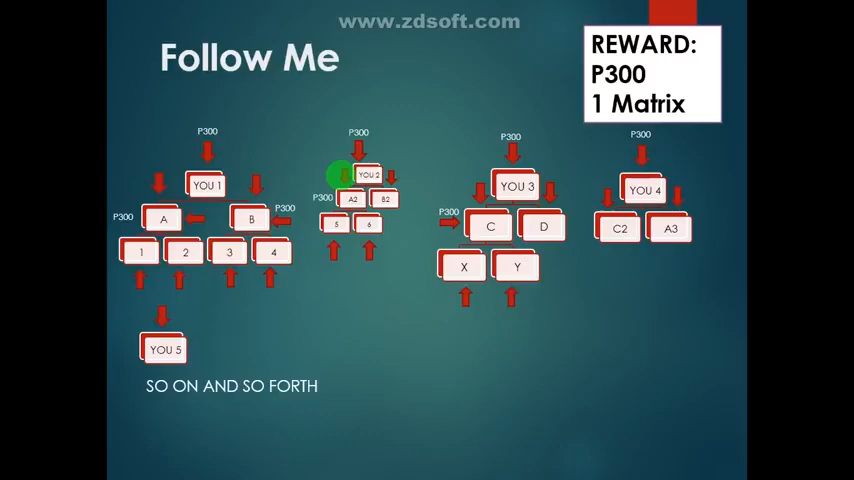 www.zdsoft.com
Follow Me
REWARD:
P300
1 Matrix
P300
YOU 1
P300
A
B
P300
1
2
3
4
YOU 5
P300
YOU 2
P300
A2
B2
5
6
P300
YOU 3
P300
C
D
X
Y
P300
YOU 4
C2
A3
SO ON AND SO FORTH